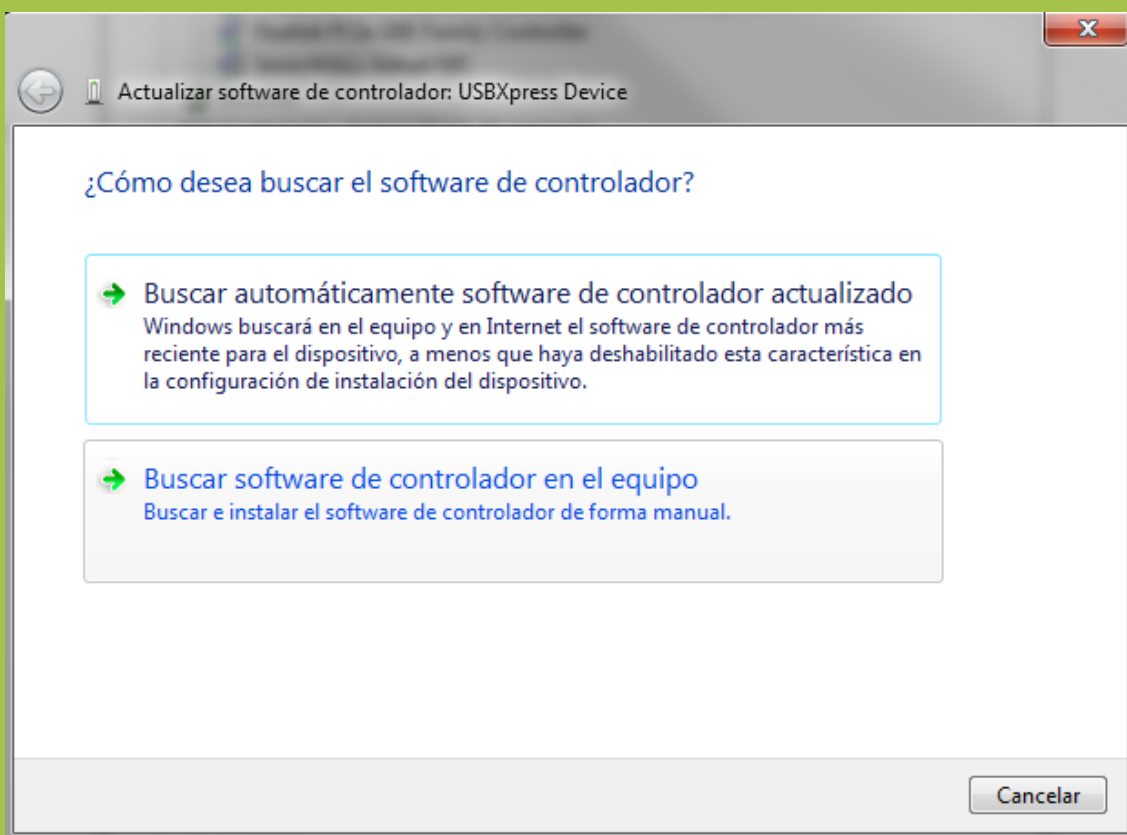 Family Controller
Actualizar software de controlador: USBXpress Device
¿Cómo desea buscar el software de controlador?
Buscar automáticamente software de controlador actualizado
Windows buscará en el equipo y en Internet el software de controlador más
reciente para el dispositivo, a menos que haya deshabilitado esta característica en
la configuración de instalación del dispositivo.
Buscar software de controlador en el equipo
Buscar e instalar el software de controlador de forma manual.
Cancelar